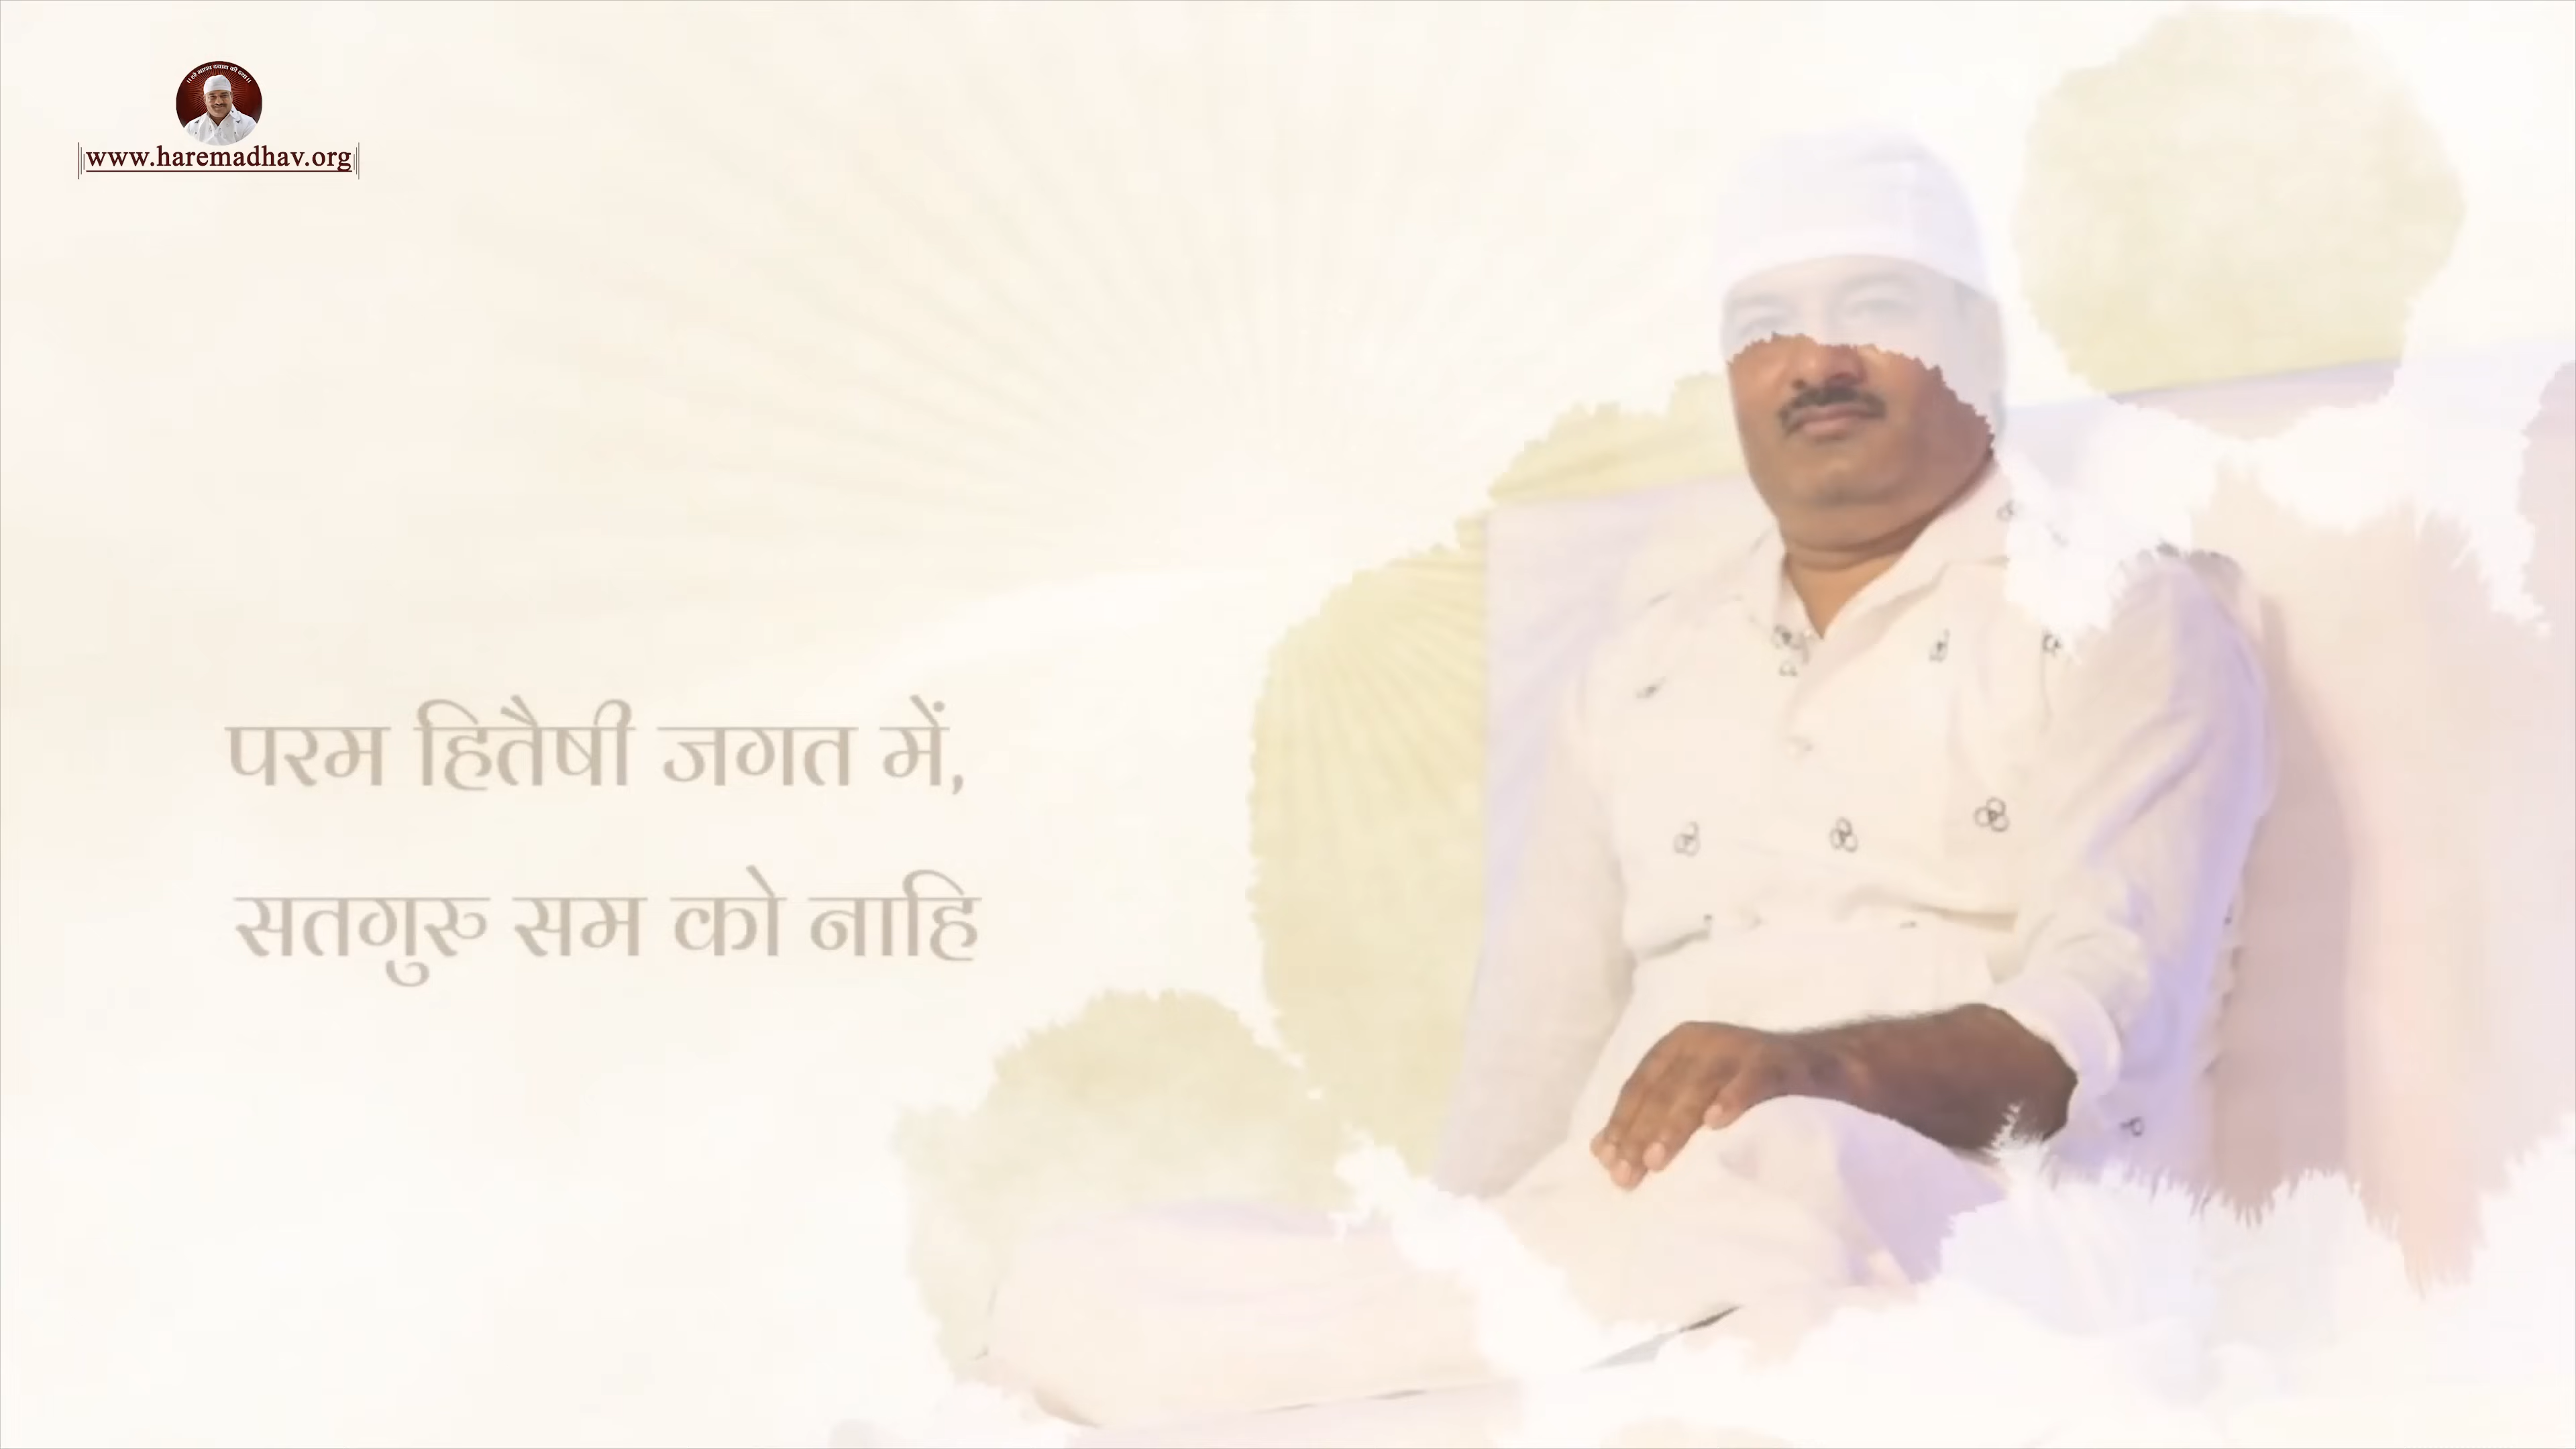 www.haremadhav.org
परम हितैषी जगत में,
सतगुरु सम को नाहि